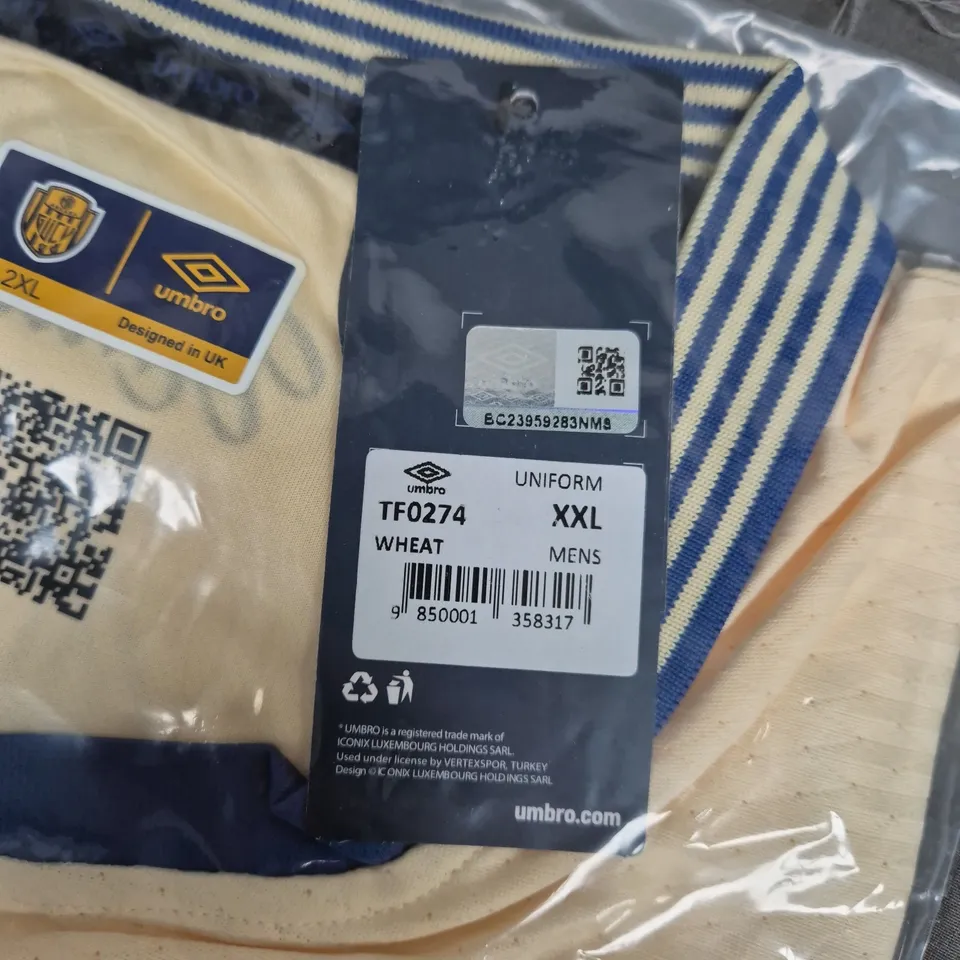 GÜCÜ
umbro
2XL
Designed in UK
BC23959283NMS
umbro
UNIFORM
TF0274
XXL
WHEAT
MENS
9 850001 358317
* UMBRO is a registered trade mark of
ICONIX LUXEMBOURG HOLDINGS SARL.
Used under license by VERTEXSPOR, TURKEY
Design © ICONIX LUXEMBOURG HOLDINGS SARL
umbro.com